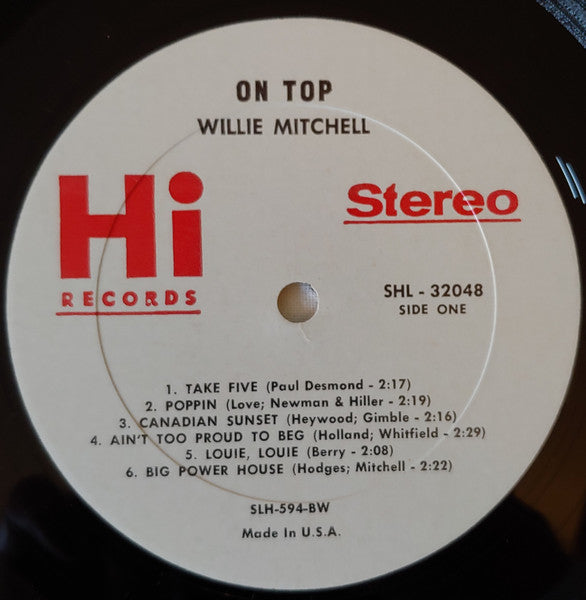 ON TOP
WILLIE MITCHELL
Hi
RECORDS
Stereo
SHL - 32048
SIDE ONE
1. TAKE FIVE (Paul Desmond - 2:17)
2. POPPIN (Love; Newman & Hiller - 2:19)
3. CANADIAN SUNSET (Heywood; Gimble - 2:16)
4. AIN'T TOO PROUD TO BEG (Holland; Whitfield - 2:29)
5. LOUIE, LOUIE (Berry - 2:08)
6. BIG POWER HOUSE (Hodges; Mitchell - 2:22)
SLH-594-BW
Made In U.S.A.